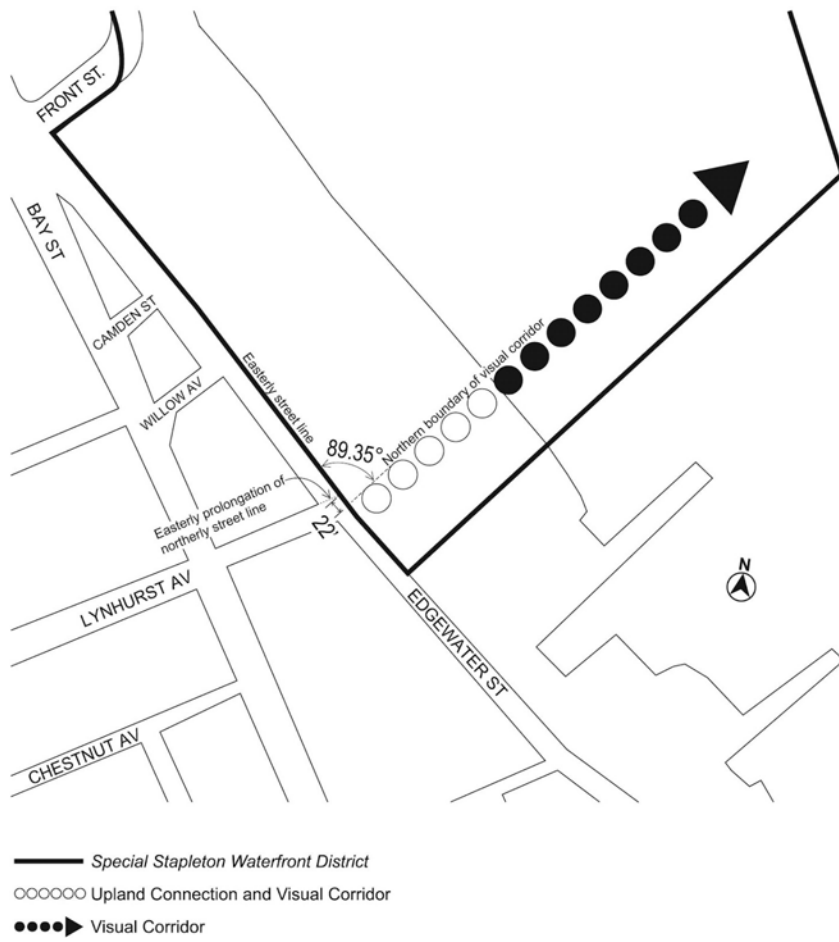 FRONT ST.
BAY ST
CAMDEN ST
WILLOW AV
Easterly street line
89.35°
Northern boundary of visual corridor
Easterly prolongation of
northerly street line
22'
LYNHURST AV
EDGEWATER ST
N
CHESTNUT AV
Special Stapleton Waterfront District
Upland Connection and Visual Corridor
Visual Corridor